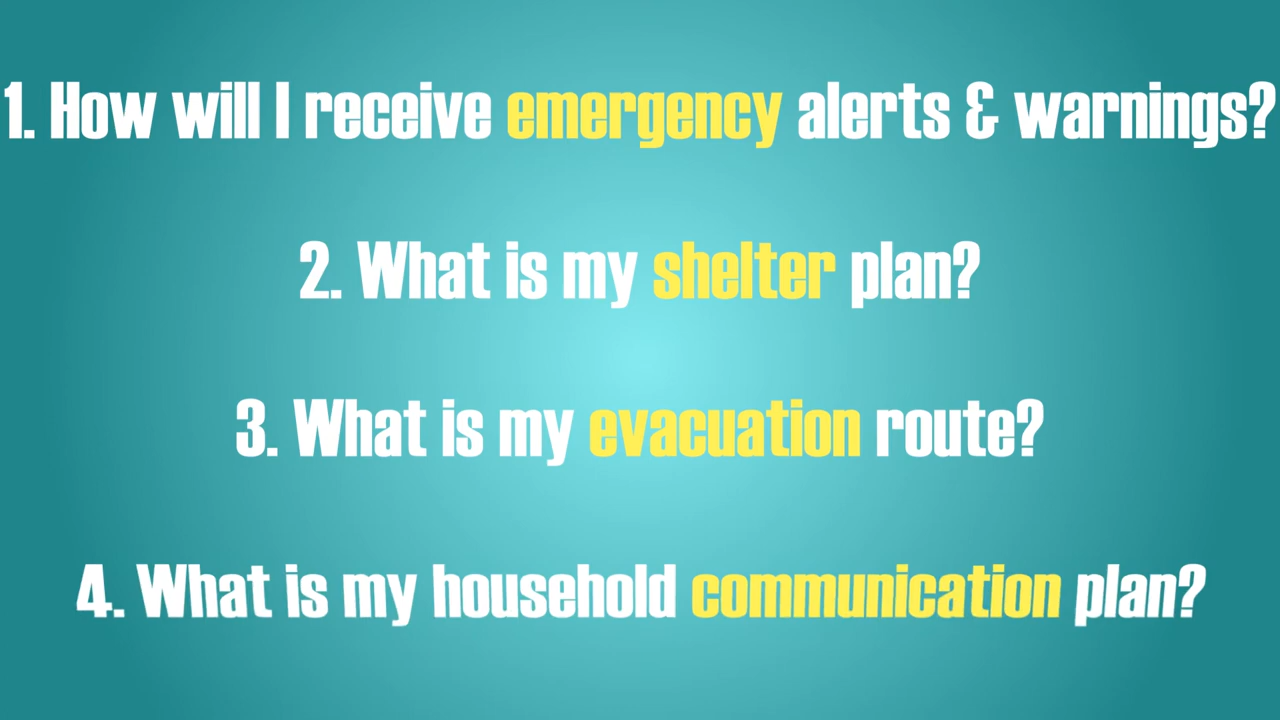 1. How will I receive emergency alerts & warnings?
2. What is my shelter plan?
3. What is my evacuation route?
4. What is my household communication plan?